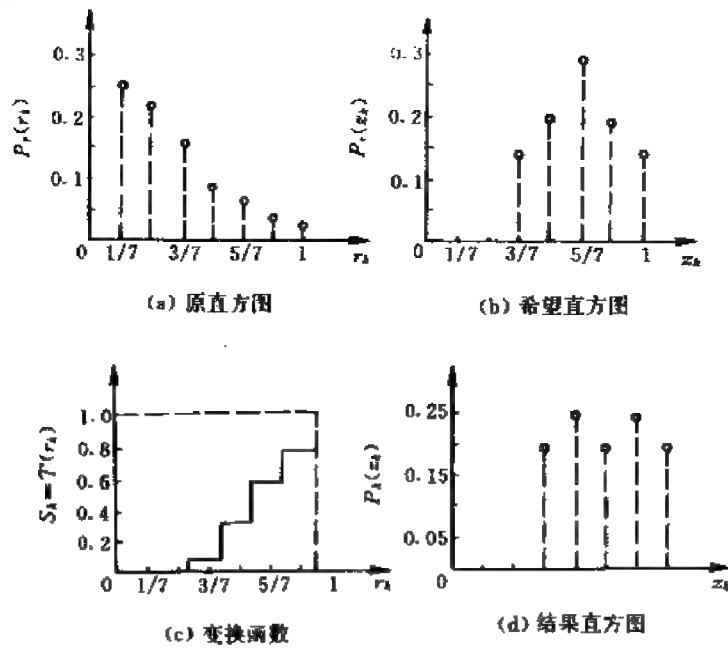 P_r(r_k)
0.3
0.2
0.1
0 1/7 3/7 5/7 1 r_k
(a) 原直方图
P_z(z_k)
0.3
0.2
0.1
0 1/7 3/7 5/7 1 z_k
(b) 希望直方图
S_k=T(r_k)
1.0
0.8
0.6
0.4
0.2
0 1/7 3/7 5/7 1 r_k
(c) 变换函数
P_k(z_k)
0.25
0.15
0.05
0 z_k
(d) 结果直方图